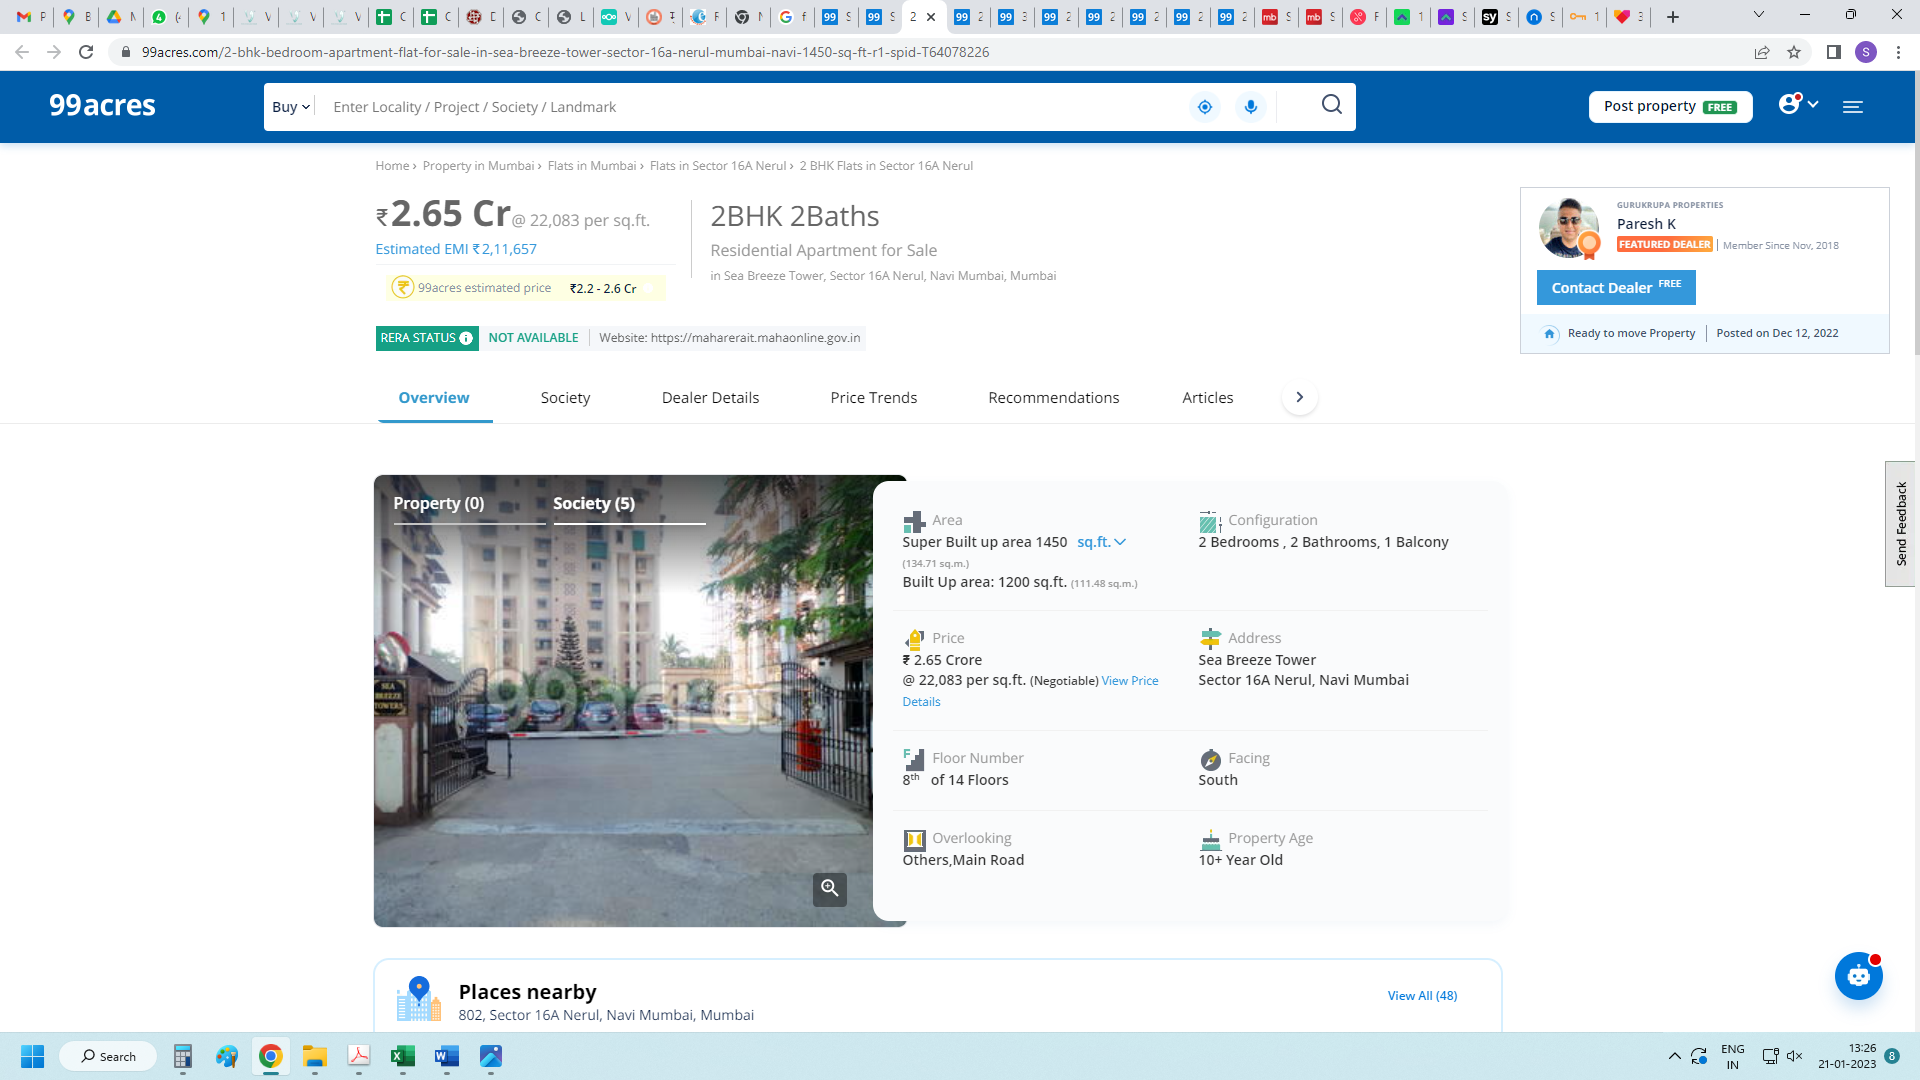 99acres.com/2-bhk-bedroom-apartment-flat-for-sale-in-sea-breeze-tower-sector-16a-nerul-mumbai-navi-1450-sq-ft-r1-spid-T64078226
S
99acres
Buy
Enter Locality / Project / Society / Landmark
Post property FREE
Home › Property in Mumbai › Flats in Mumbai › Flats in Sector 16A Nerul › 2 BHK Flats in Sector 16A Nerul
₹ 2.65 Cr @ 22,083 per sq.ft.
Estimated EMI ₹ 2,11,657
99acres estimated price ₹2.2 - 2.6 Cr
2BHK 2Baths
Residential Apartment for Sale
in Sea Breeze Tower, Sector 16A Nerul, Navi Mumbai, Mumbai
GURUKRUPA PROPERTIES
Paresh K
FEATURED DEALER Member Since Nov, 2018
Contact Dealer FREE
Ready to move Property Posted on Dec 12, 2022
RERA STATUS NOT AVAILABLE Website: https://maharerait.mahaonline.gov.in
Overview Society Dealer Details Price Trends Recommendations Articles
Property (0) Society (5)
SEA
BREEZE
TOWERS
99acres
Area
Super Built up area 1450 sq.ft.
(134.71 sq.m.)
Built Up area: 1200 sq.ft. (111.48 sq.m.)
Configuration
2 Bedrooms , 2 Bathrooms, 1 Balcony
Price
₹ 2.65 Crore
@ 22,083 per sq.ft. (Negotiable) View Price
Details
Address
Sea Breeze Tower
Sector 16A Nerul, Navi Mumbai
Floor Number
8th of 14 Floors
Facing
South
Overlooking
Others,Main Road
Property Age
10+ Year Old
Send Feedback
Places nearby
802, Sector 16A Nerul, Navi Mumbai, Mumbai
View All (48)
Search
ENG
IN
13:26
21-01-2023
8